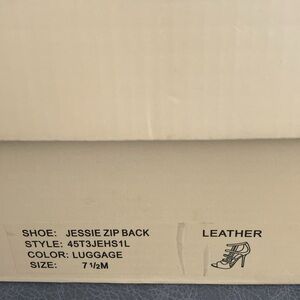 SHOE: JESSIE ZIP BACK
STYLE: 45T3JEHS1L
COLOR: LUGGAGE
SIZE: 7 1/2M
LEATHER